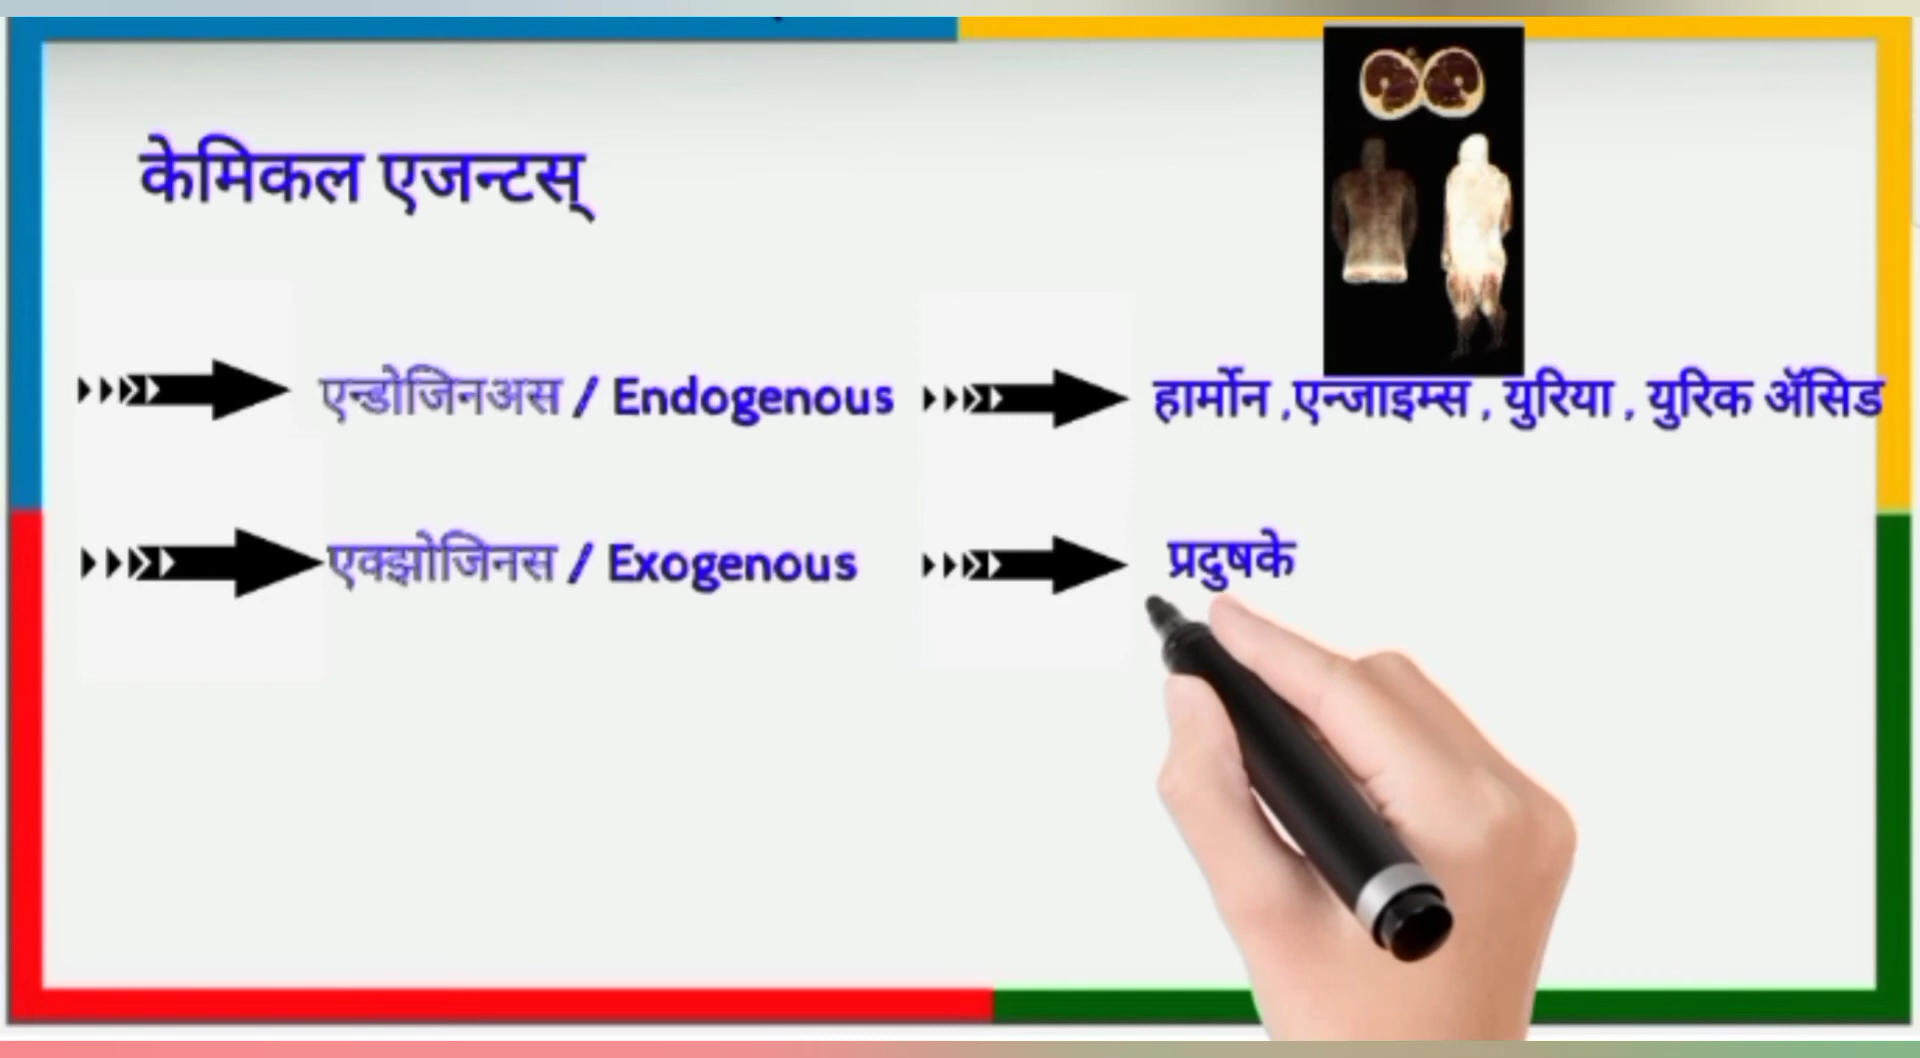 केमिकल एजन्टस्
एन्डोजिनअस / Endogenous हार्मोन ,एन्जाइम्स , युरिया , युरिक ॲसिड
एक्झोजिनस / Exogenous प्रदुषके